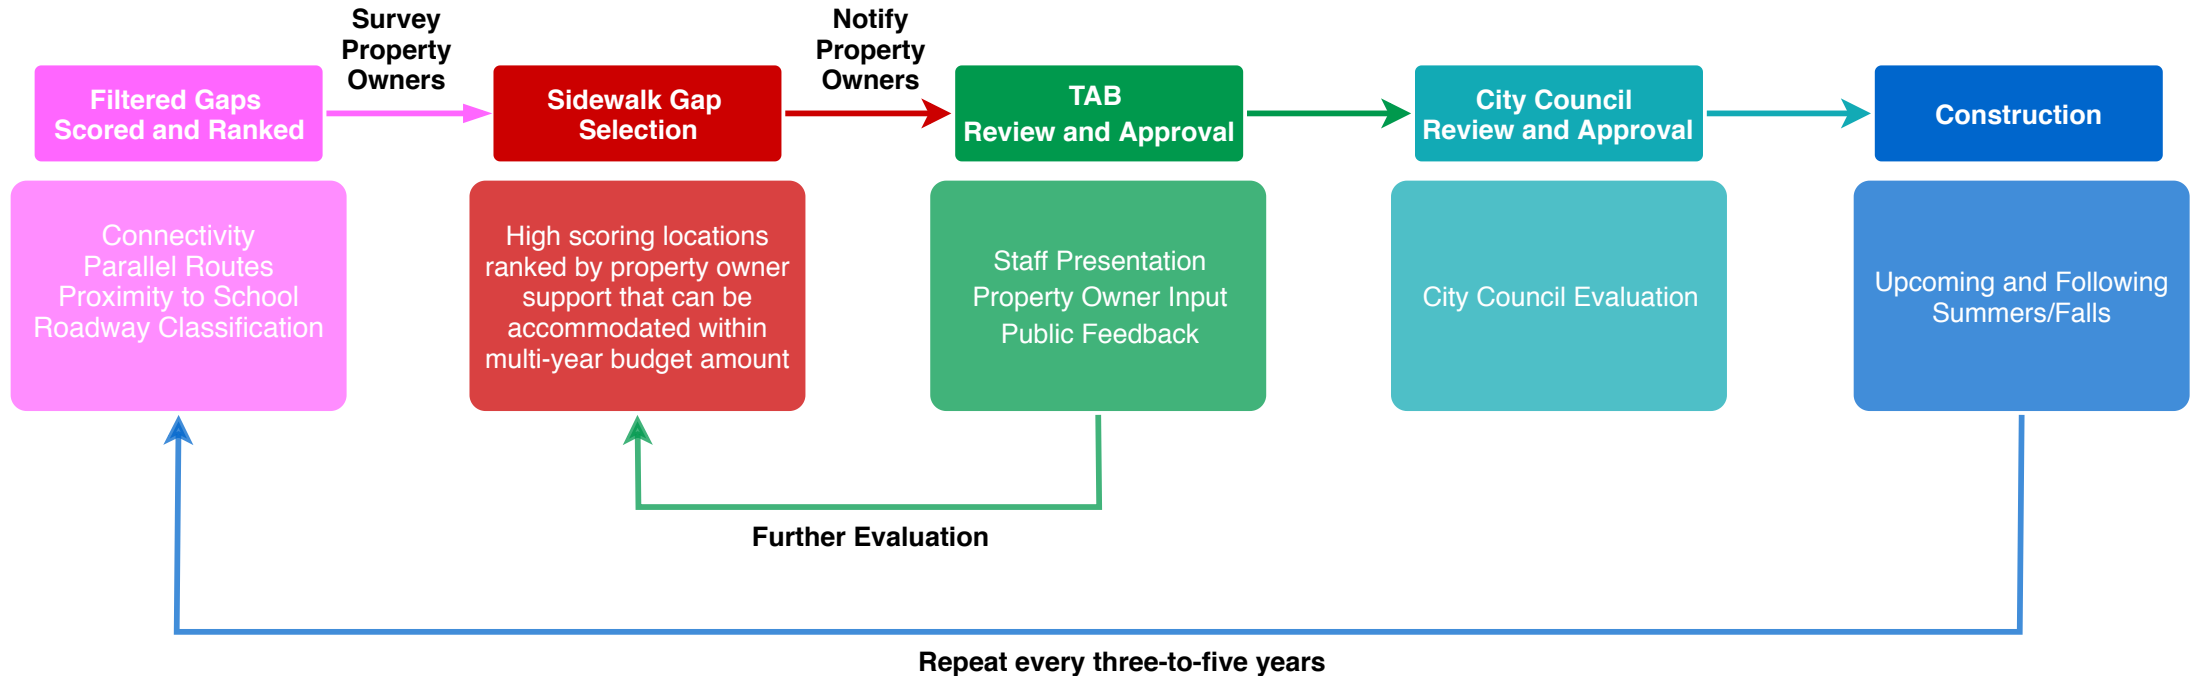 Survey
Property
Owners
Notify
Property
Owners
Filtered Gaps
Scored and Ranked
Sidewalk Gap
Selection
TAB
Review and Approval
City Council
Review and Approval
Construction
Connectivity
Parallel Routes
Proximity to School
Roadway Classification
High scoring locations
ranked by property owner
support that can be
accommodated within
multi-year budget amount
Staff Presentation
Property Owner Input
Public Feedback
City Council Evaluation
Upcoming and Following
Summers/Falls
Further Evaluation
Repeat every three-to-five years